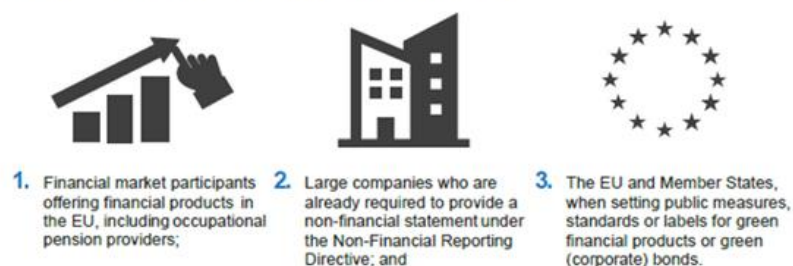 1. Financial market participants
offering financial products in
the EU, including occupational
pension providers;
2. Large companies who are
already required to provide a
non-financial statement under
the Non-Financial Reporting
Directive; and
3. The EU and Member States,
when setting public measures,
standards or labels for green
financial products or green
(corporate) bonds.